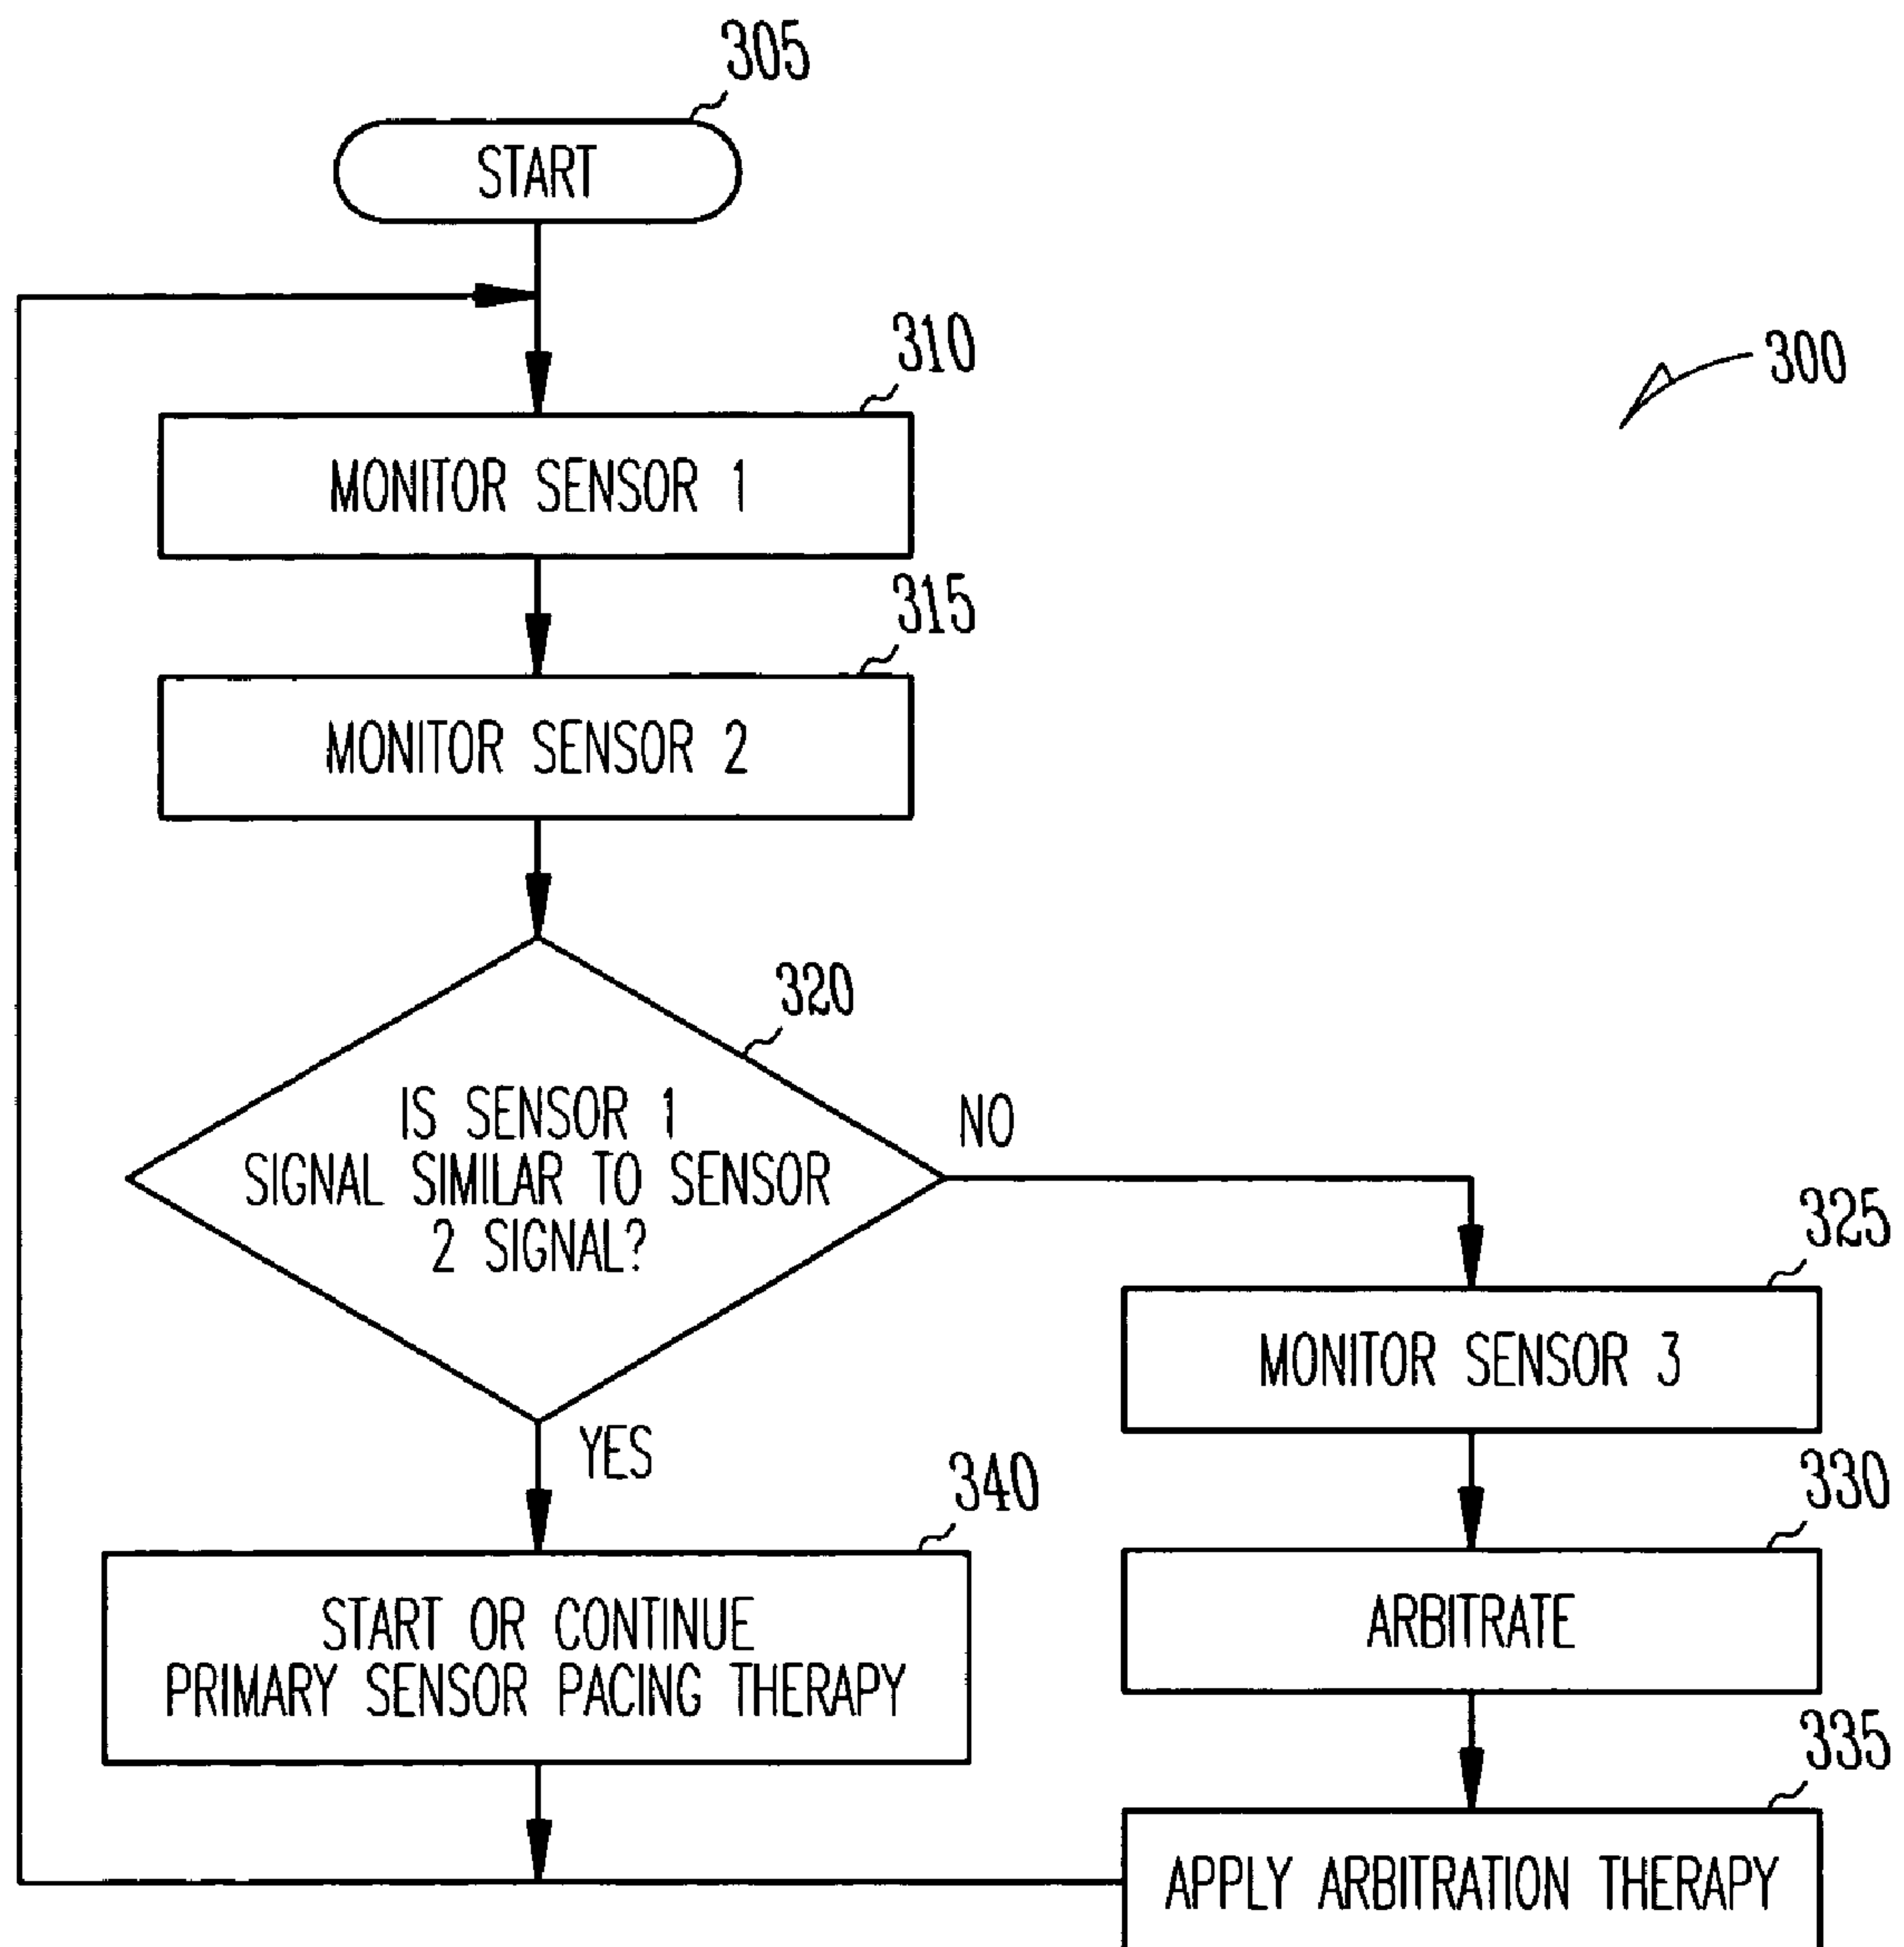 305
START
310
300
MONITOR SENSOR 1
315
MONITOR SENSOR 2
320
IS SENSOR 1
SIGNAL SIMILAR TO SENSOR
2 SIGNAL?
NO
YES
325
MONITOR SENSOR 3
340
START OR CONTINUE
PRIMARY SENSOR PACING THERAPY
330
ARBITRATE
335
APPLY ARBITRATION THERAPY